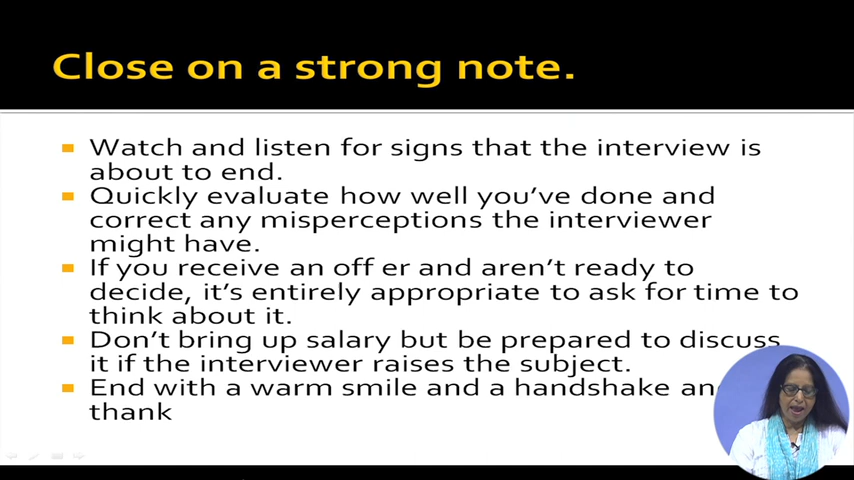 Close on a strong note.
Watch and listen for signs that the interview is
about to end.
Quickly evaluate how well you've done and
correct any misperceptions the interviewer
might have.
If you receive an off er and aren't ready to
decide, it's entirely appropriate to ask for time to
think about it.
Don't bring up salary but be prepared to discuss
it if the interviewer raises the subject.
End with a warm smile and a handshake and
thank